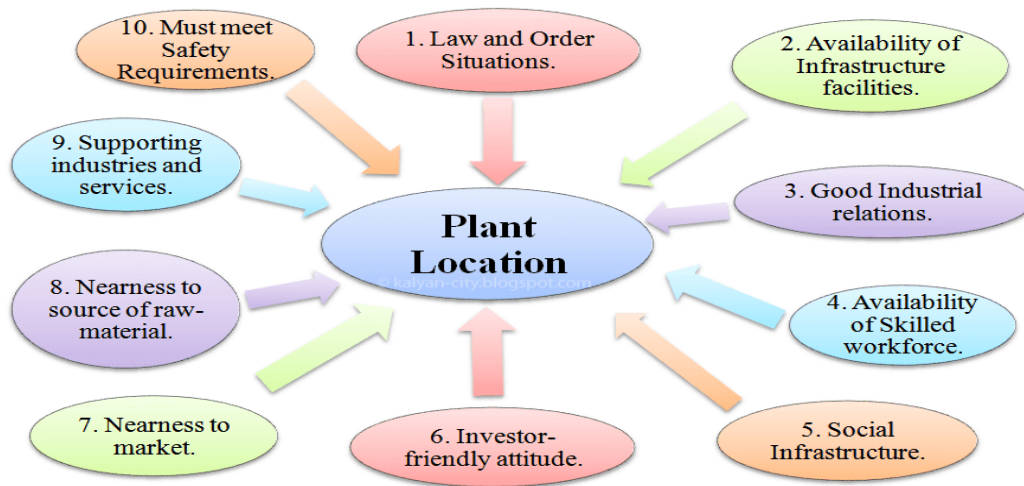 10. Must meet
Safety
Requirements.
1. Law and Order
Situations.
2. Availability of
Infrastructure
facilities.
9. Supporting
industries and
services.
3. Good Industrial
relations.
Plant
Location
© kalyan-city.blogspot.com
8. Nearness to
source of raw-
material.
4. Availability
of Skilled
workforce.
7. Nearness to
market.
6. Investor-
friendly attitude.
5. Social
Infrastructure.